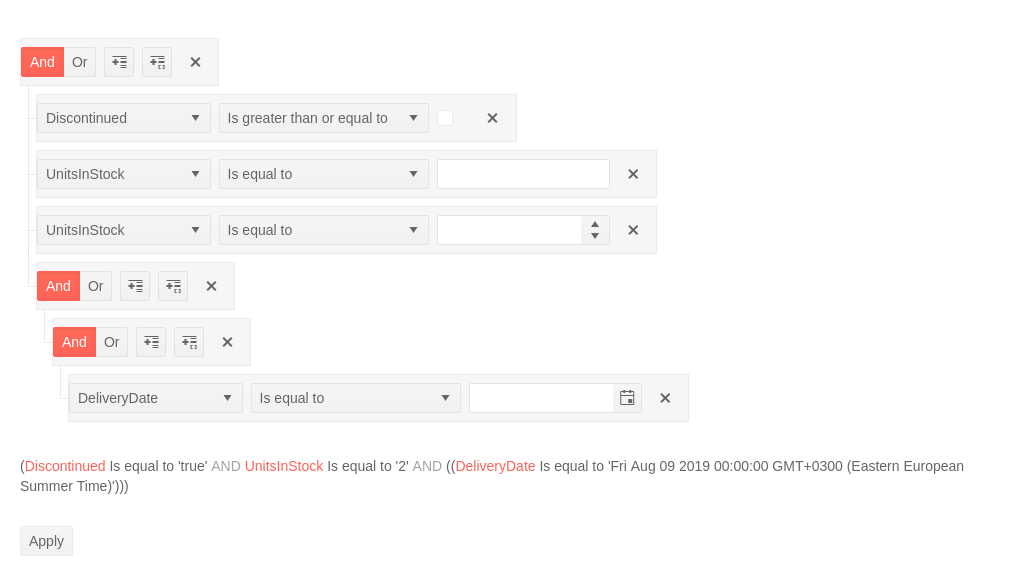 And Or
Discontinued Is greater than or equal to
UnitsInStock Is equal to
UnitsInStock Is equal to
And Or
And Or
DeliveryDate Is equal to
(Discontinued Is equal to 'true' AND UnitsInStock Is equal to '2' AND ((DeliveryDate Is equal to 'Fri Aug 09 2019 00:00:00 GMT+0300 (Eastern European
Summer Time)')))
Apply